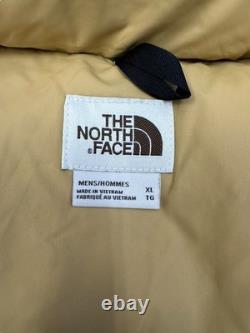 THE
NORTH
®FACE
MENS/HOMMES XL
MADE IN VIETNAM
FABRIQUÉ AU VIETNAM TG